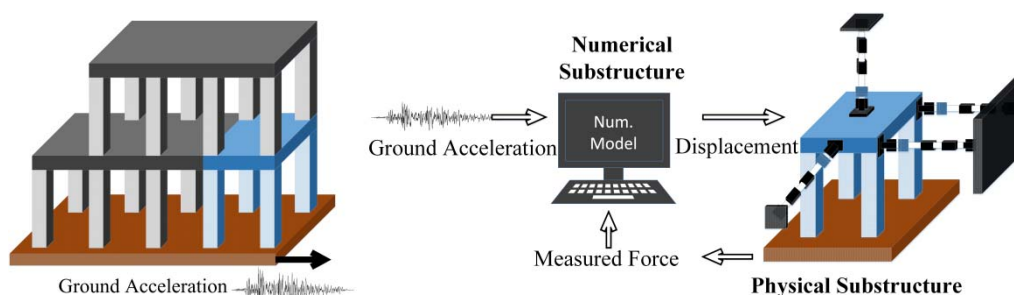 Ground Acceleration
Numerical
Substructure
Ground Acceleration
Num.
Model
Displacement
Measured Force
Physical Substructure